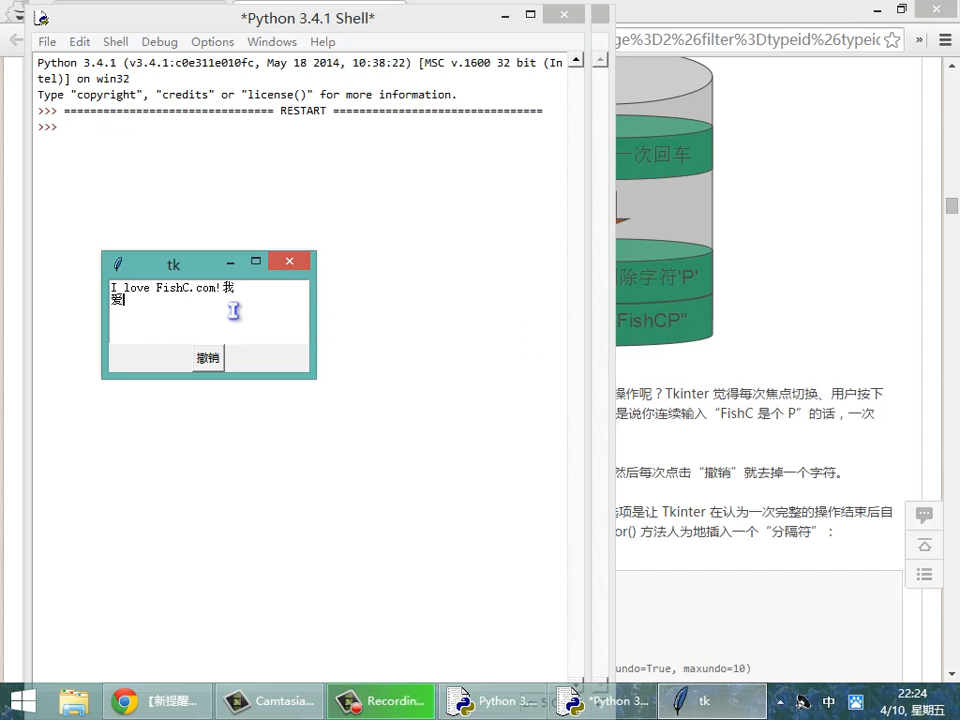 *Python 3.4.1 Shell*
File Edit Shell Debug Options Windows Help
Python 3.4.1 (v3.4.1:c0e311e010fc, May 18 2014, 10:38:22) [MSC v.1600 32 bit (In
tel)] on win32
Type "copyright", "credits" or "license()" for more information.
>>> ================================ RESTART ================================
>>>
tk
I love FishC.com!我
爱
撤销
ge%3D2%26filter%3Dtypeid%26typeid
一次回车
除字符'P'
FishCP"
操作呢？Tkinter 觉得每次焦点切换、用户按下
是说你连续输入“FishC 是个 P”的话，一次
然后每次点击“撤销”就去掉一个字符。
选项是让 Tkinter 在认为一次完整的操作结束后自
or() 方法人为地插入一个“分隔符”：
undo=True, maxundo=10)
【新提醒...
Camtasia...
Recordin...
Python 3....
*Python 3....
tk
中
22:24
4/10, 星期五